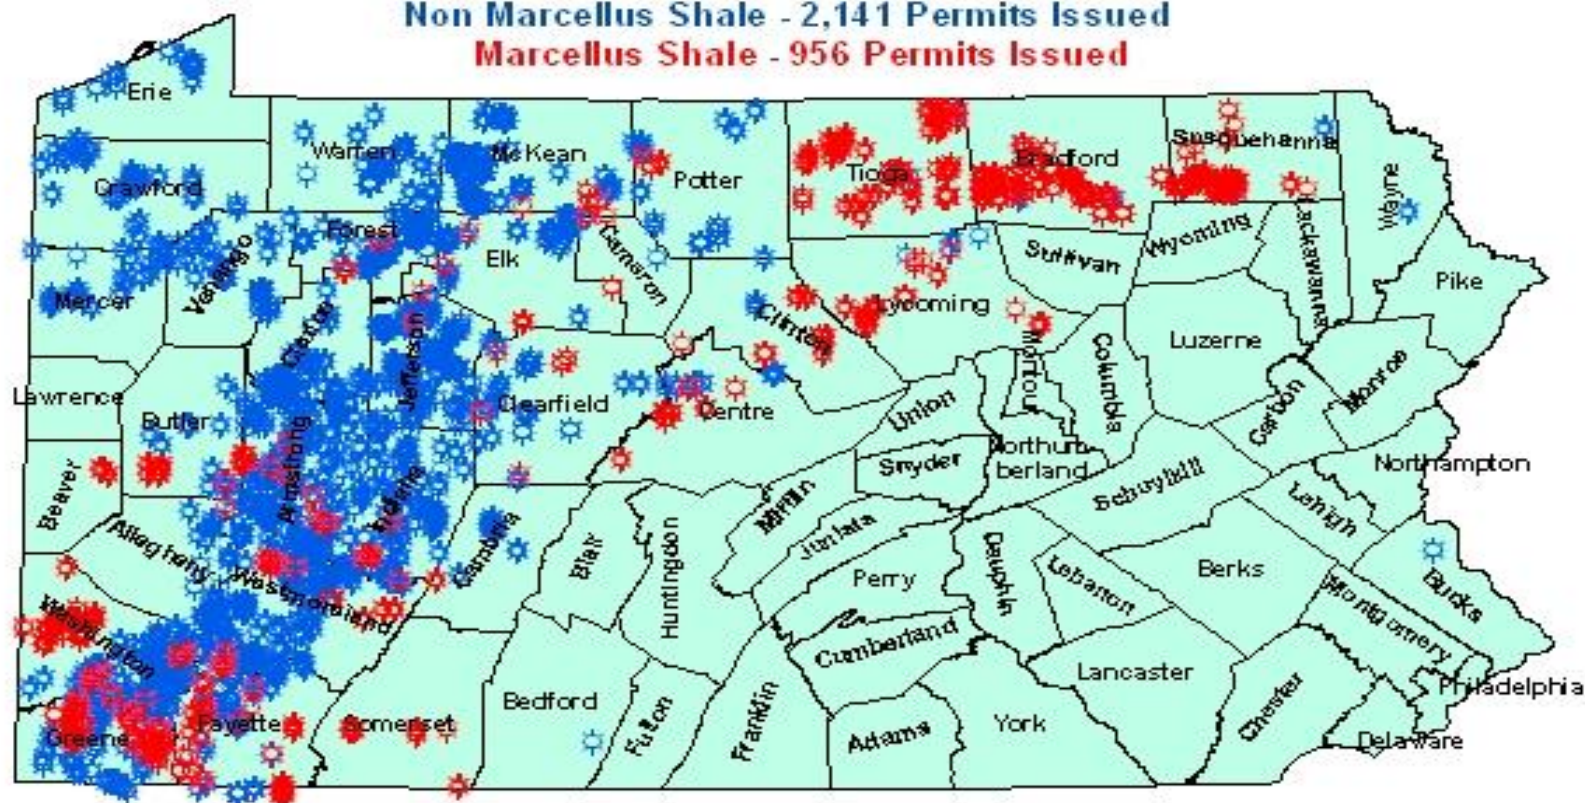 Non Marcellus Shale - 2,141 Permits Issued
Marcellus Shale - 956 Permits Issued
Erie
Warren
McKean
Potter
Tioga
Bradford
Susquehanna
Crawford
Wayne
Forest
Elk
Cameron
Sullivan
Wyoming
Lackawanna
Pike
Mercer
Venango
Clarion
Jefferson
Clinton
Lycoming
Luzerne
Monroe
Lawrence
Butler
Clearfield
Centre
Union
Montour
Columbia
Carbon
Armstrong
Snyder
Northum
berland
Northampton
Beaver
Indiana
Mifflin
Schuylkill
Lehigh
Allegheny
Cambria
Blair
Huntingdon
Juniata
Perry
Dauphin
Lebanon
Berks
Bucks
Westmoreland
Washington
Cumberland
Montgomery
Lancaster
Philadelphia
Bedford
Greene
Fayette
Somerset
Fulton
Franklin
Adams
York
Chester
Delaware